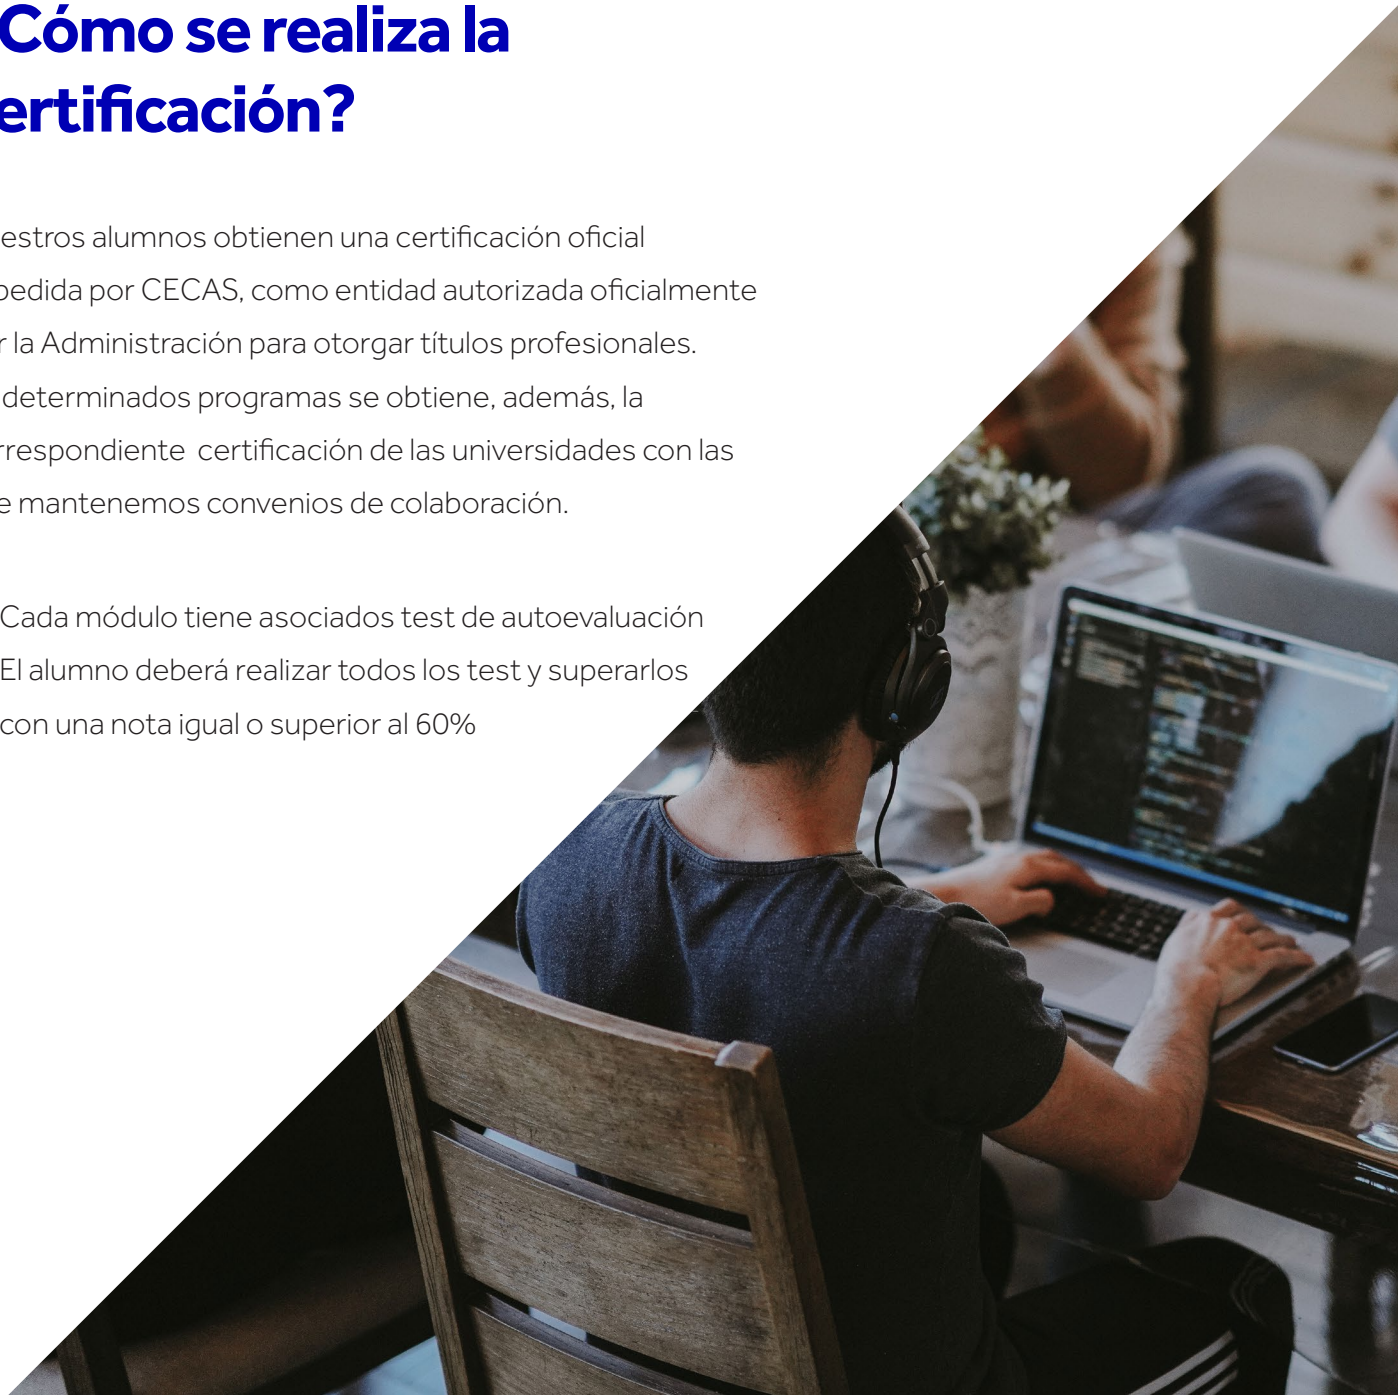 Cómo se realiza la
ertificación?
estros alumnos obtienen una certificación oficial
pedida por CECAS, como entidad autorizada oficialmente
r la Administración para otorgar títulos profesionales.
determinados programas se obtiene, además, la
rrespondiente certificación de las universidades con las
e mantenemos convenios de colaboración.
Cada módulo tiene asociados test de autoevaluación
El alumno deberá realizar todos los test y superarlos
con una nota igual o superior al 60%